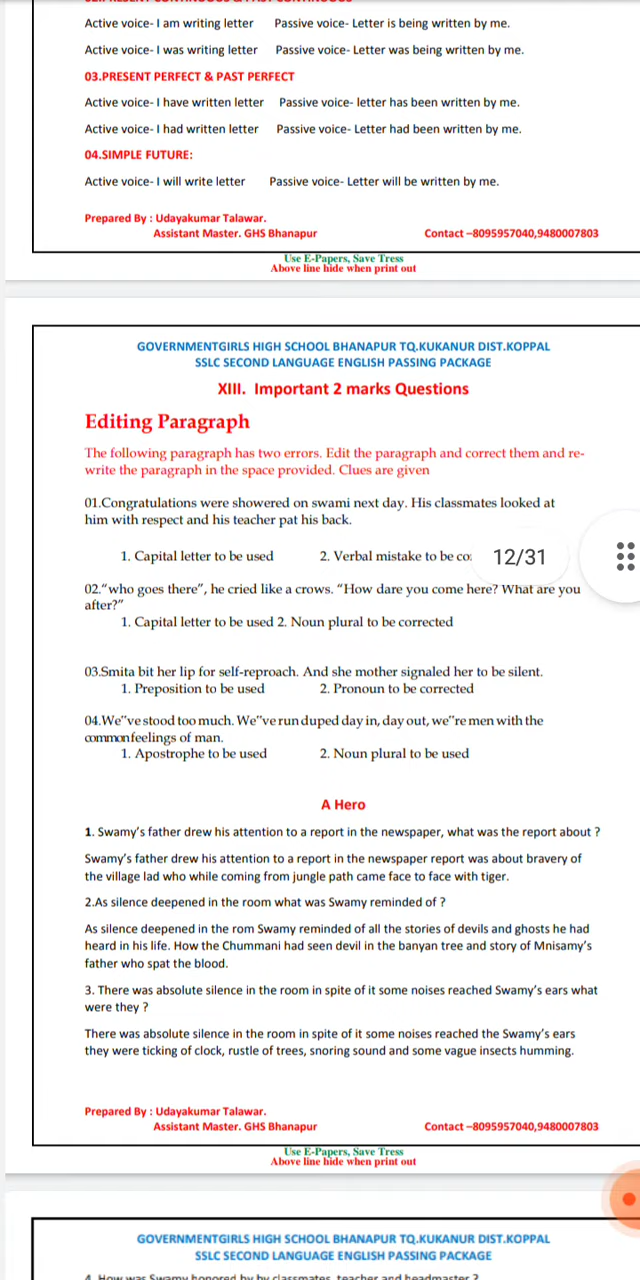 Active voice- I am writing letter Passive voice- Letter is being written by me.
Active voice- I was writing letter Passive voice- Letter was being written by me.
03.PRESENT PERFECT & PAST PERFECT
Active voice- I have written letter Passive voice- letter has been written by me.
Active voice- I had written letter Passive voice- Letter had been written by me.
04.SIMPLE FUTURE:
Active voice- I will write letter Passive voice- Letter will be written by me.
Prepared By : Udayakumar Talawar.
Assistant Master. GHS Bhanapur Contact –8095957040,9480007803
Use E-Papers, Save Tress
Above line hide when print out
GOVERNMENTGIRLS HIGH SCHOOL BHANAPUR TQ.KUKANUR DIST.KOPPAL
SSLC SECOND LANGUAGE ENGLISH PASSING PACKAGE
XIII. Important 2 marks Questions
Editing Paragraph
The following paragraph has two errors. Edit the paragraph and correct them and re-
write the paragraph in the space provided. Clues are given
01.Congratulations were showered on swami next day. His classmates looked at
him with respect and his teacher pat his back.
1. Capital letter to be used 2. Verbal mistake to be 12/31
02.“who goes there”, he cried like a crows. “How dare you come here? What are you
after?”
1. Capital letter to be used 2. Noun plural to be corrected
03.Smita bit her lip for self-reproach. And she mother signaled her to be silent.
1. Preposition to be used 2. Pronoun to be corrected
04.We"ve stood too much. We"ve run duped day in, day out, we"re men with the
common feelings of man.
1. Apostrophe to be used 2. Noun plural to be used
A Hero
1. Swamy’s father drew his attention to a report in the newspaper, what was the report about ?
Swamy’s father drew his attention to a report in the newspaper report was about bravery of
the village lad who while coming from jungle path came face to face with tiger.
2.As silence deepened in the room what was Swamy reminded of ?
As silence deepened in the rom Swamy reminded of all the stories of devils and ghosts he had
heard in his life. How the Chummani had seen devil in the banyan tree and story of Mnisamy’s
father who spat the blood.
3. There was absolute silence in the room in spite of it some noises reached Swamy’s ears what
were they ?
There was absolute silence in the room in spite of it some noises reached the Swamy’s ears
they were ticking of clock, rustle of trees, snoring sound and some vague insects humming.
Prepared By : Udayakumar Talawar.
Assistant Master. GHS Bhanapur Contact –8095957040,9480007803
Use E-Papers, Save Tress
Above line hide when print out
GOVERNMENTGIRLS HIGH SCHOOL BHANAPUR TQ.KUKANUR DIST.KOPPAL
SSLC SECOND LANGUAGE ENGLISH PASSING PACKAGE
4. How was Swamy honored by by classmates, teacher and headmaster ?